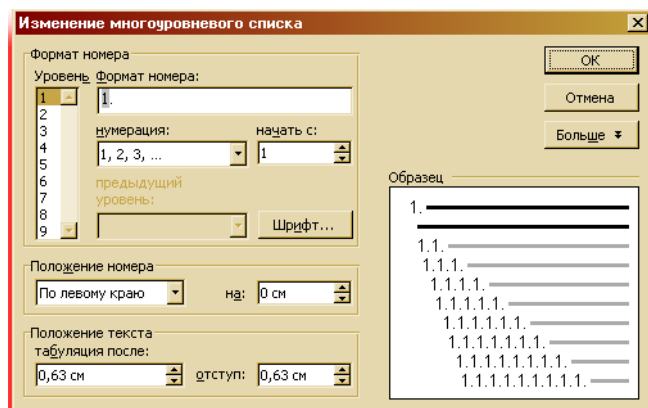 Изменение многоуровневого списка
Формат номера
Уровень Формат номера:
1
2
3
4
5
6
7
8
9
1.
нумерация:
начать с:
1, 2, 3, ...
1
предыдущий
уровень:
Шрифт...
Положение номера
По левому краю
на:
0 см
Положение текста
табуляция после:
0,63 см
отступ:
0,63 см
ОК
Отмена
Больше
Образец
1.
1.1.
1.1.1.
1.1.1.1.
1.1.1.1.1.
1.1.1.1.1.1.
1.1.1.1.1.1.1.
1.1.1.1.1.1.1.1.
1.1.1.1.1.1.1.1.1.